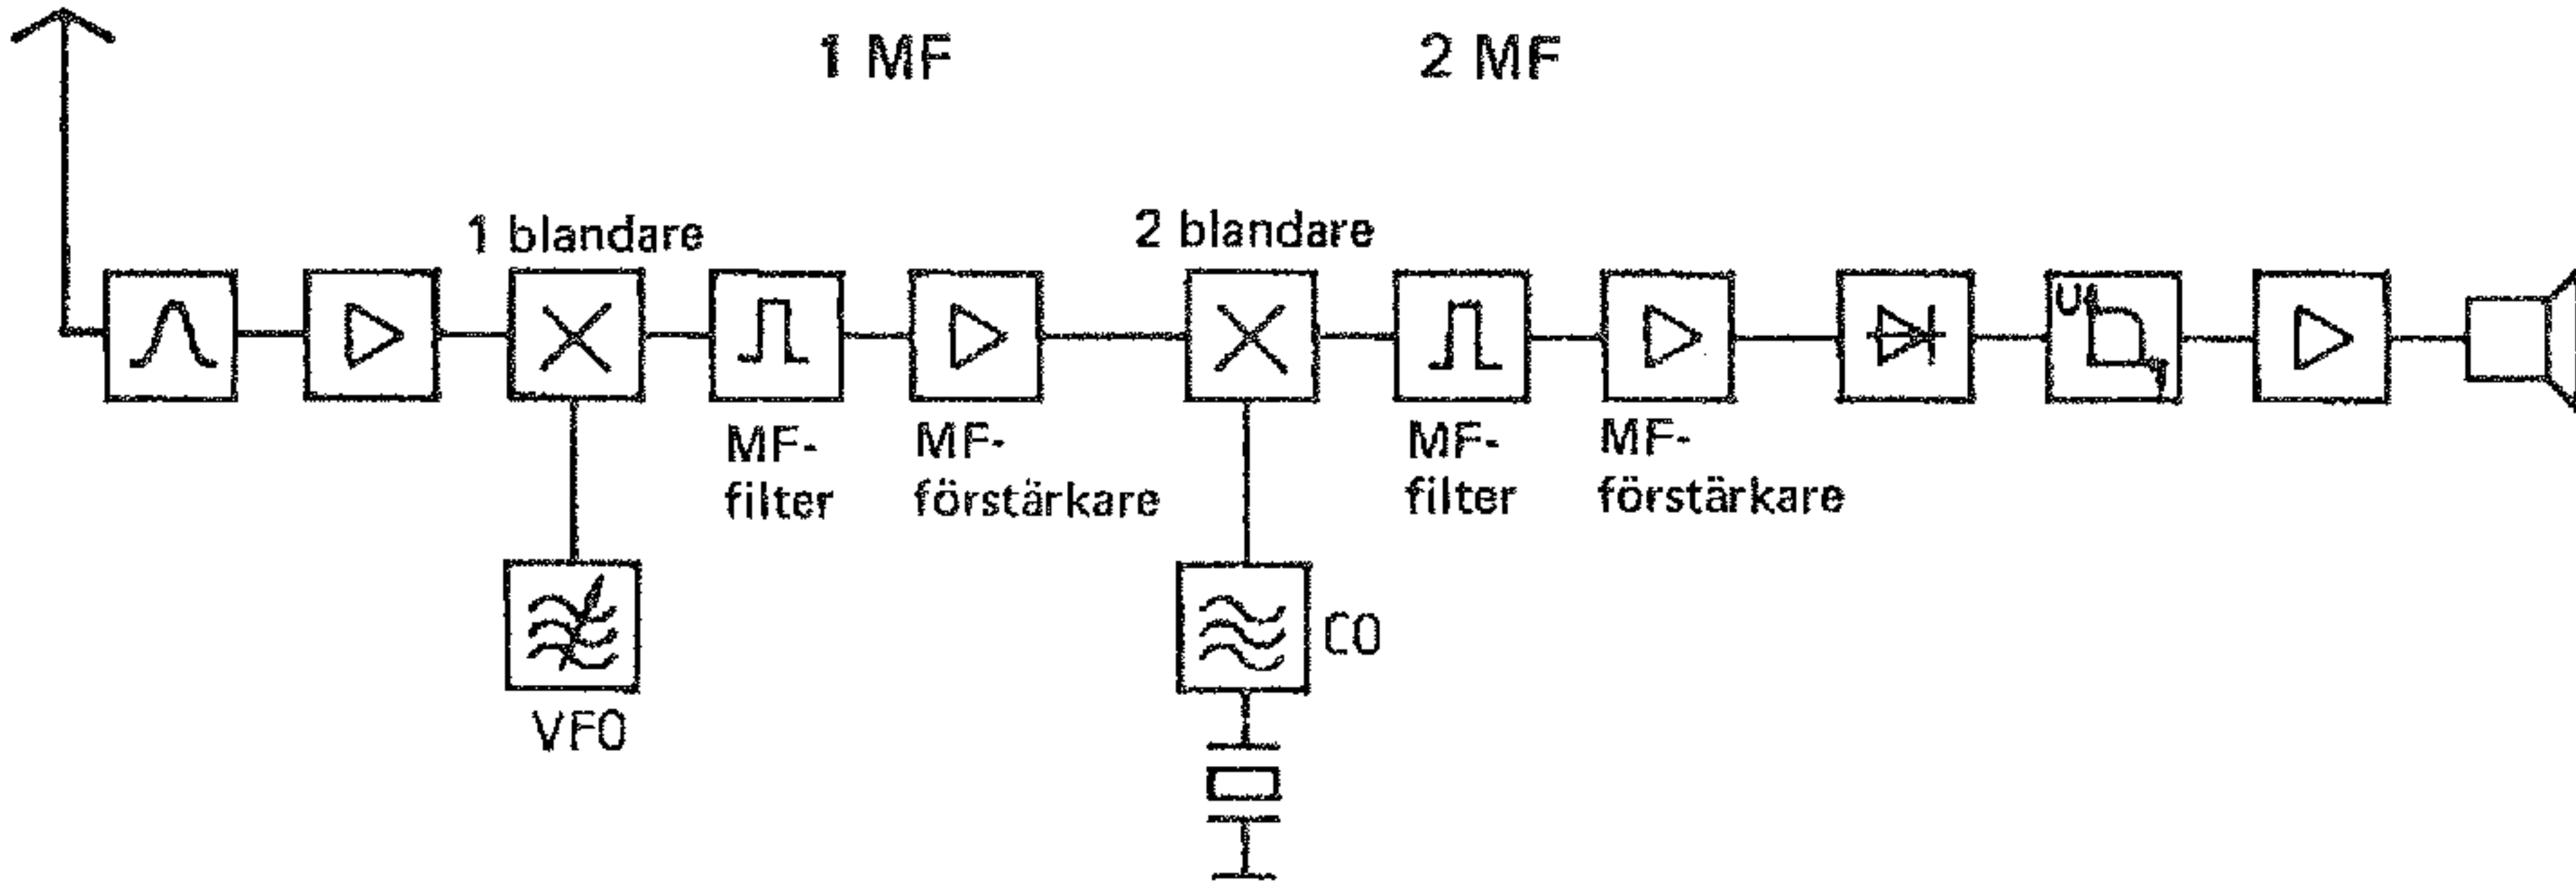 1 MF
2 MF
1 blandare
2 blandare
MF-
filter
MF-
förstärkare
MF-
filter
MF-
förstärkare
U
f
VFO
CO